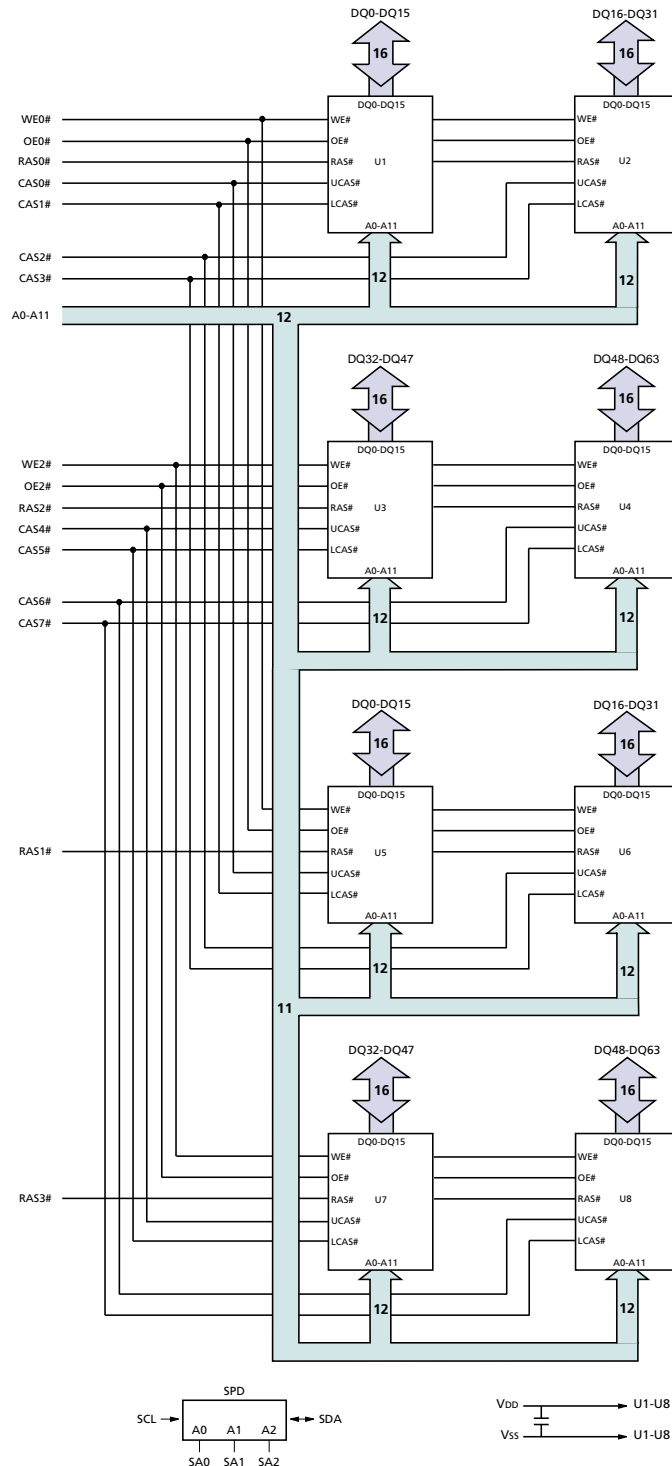 DQ0-DQ15 DQ16-DQ31
16 16
DQ0-DQ15 DQ0-DQ15
WE0# WE# WE#
OE0# OE# OE#
RAS0# RAS# U1 RAS# U2
CAS0# UCAS# UCAS#
CAS1# LCAS# LCAS#
A0-A11 A0-A11
CAS2#
CAS3# 12 12
A0-A11 12
DQ32-DQ47 DQ48-DQ63
16 16
DQ0-DQ15 DQ0-DQ15
WE2# WE# WE#
OE2# OE# OE#
RAS2# RAS# U3 RAS# U4
CAS4# UCAS# UCAS#
CAS5# LCAS# LCAS#
A0-A11 A0-A11
CAS6#
CAS7# 12 12
DQ0-DQ15 DQ16-DQ31
16 16
DQ0-DQ15 DQ0-DQ15
WE# WE#
OE# OE#
RAS1# RAS# U5 RAS# U6
UCAS# UCAS#
LCAS# LCAS#
A0-A11 A0-A11
12 12
11
DQ32-DQ47 DQ48-DQ63
16 16
DQ0-DQ15 DQ0-DQ15
WE# WE#
OE# OE#
RAS3# RAS# U7 RAS# U8
UCAS# UCAS#
LCAS# LCAS#
A0-A11 A0-A11
12 12
SPD
SCL A0 A1 A2 SDA
SA0 SA1 SA2
VDD U1-U8
VSS U1-U8